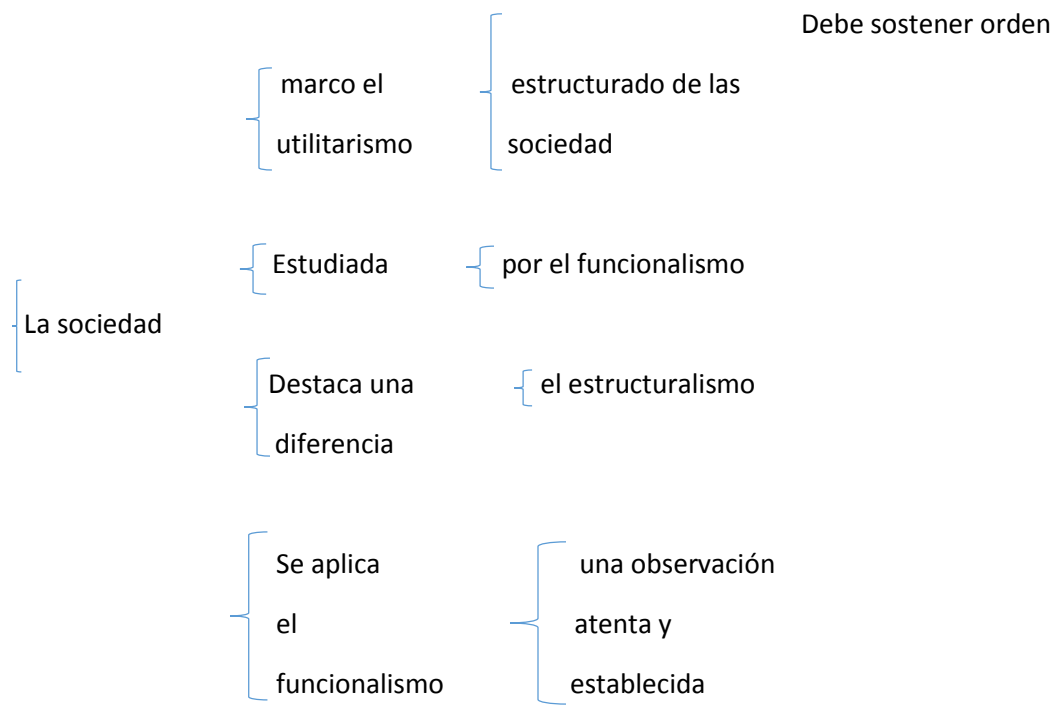 Debe sostener orden
marco el estructurado de las
utilitarismo sociedad
Estudiada por el funcionalismo
La sociedad
Destaca una el estructuralismo
diferencia
Se aplica una observación
el atenta y
funcionalismo establecida